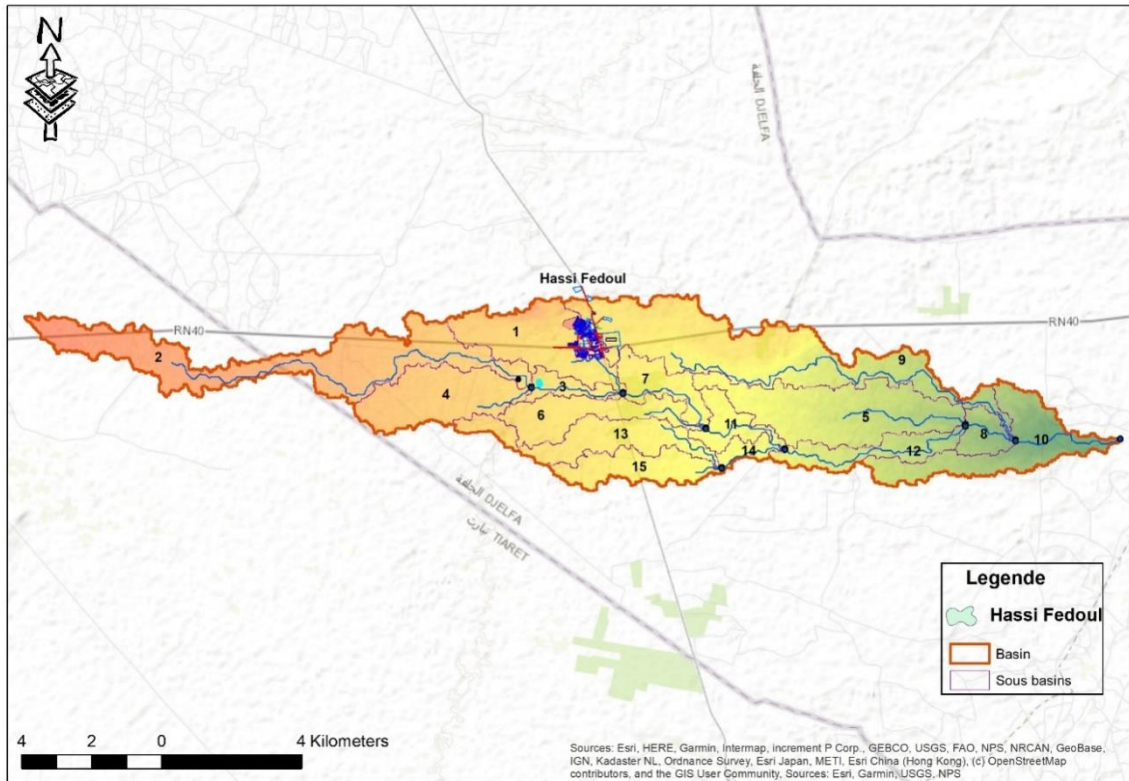 N
الجلفة DJELFA
Hassi Fedoul
RN40
RN40
1
2
9
3
7
4
6
5
11
8
10
13
12
14
15
الجلفة DJELFA
تيارت TIARET
Legende
Hassi Fedoul
Basin
Sous basins
4 2 0 4 Kilometers
Sources: Esri, HERE, Garmin, Intermap, increment P Corp., GEBCO, USGS, FAO, NPS, NRCAN, GeoBase,
IGN, Kadaster NL, Ordnance Survey, Esri Japan, METI, Esri China (Hong Kong), (c) OpenStreetMap
contributors, and the GIS User Community, Sources: Esri, Garmin, USGS, NPS